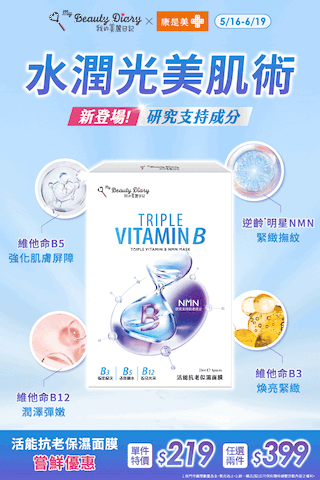 My Beauty Diary
我的美麗日記
×
康是美
5/16-6/19
水潤光美肌術
新登場!
研究支持成分
維他命B5
強化肌膚屏障
逆齡*明星NMN
緊緻撫紋
My Beauty Diary
我的美麗日記
TRIPLE
VITAMIN B
TRIPLE VITAMIN B NMN MASK
B
NMN
B3
B5
B12
活能抗老保濕面膜
維他命B12
潤澤彈嫩
維他命B3
煥亮緊緻
活能抗老保濕面膜
嘗鮮優惠
單件
特價
$219
任選
兩件
$399